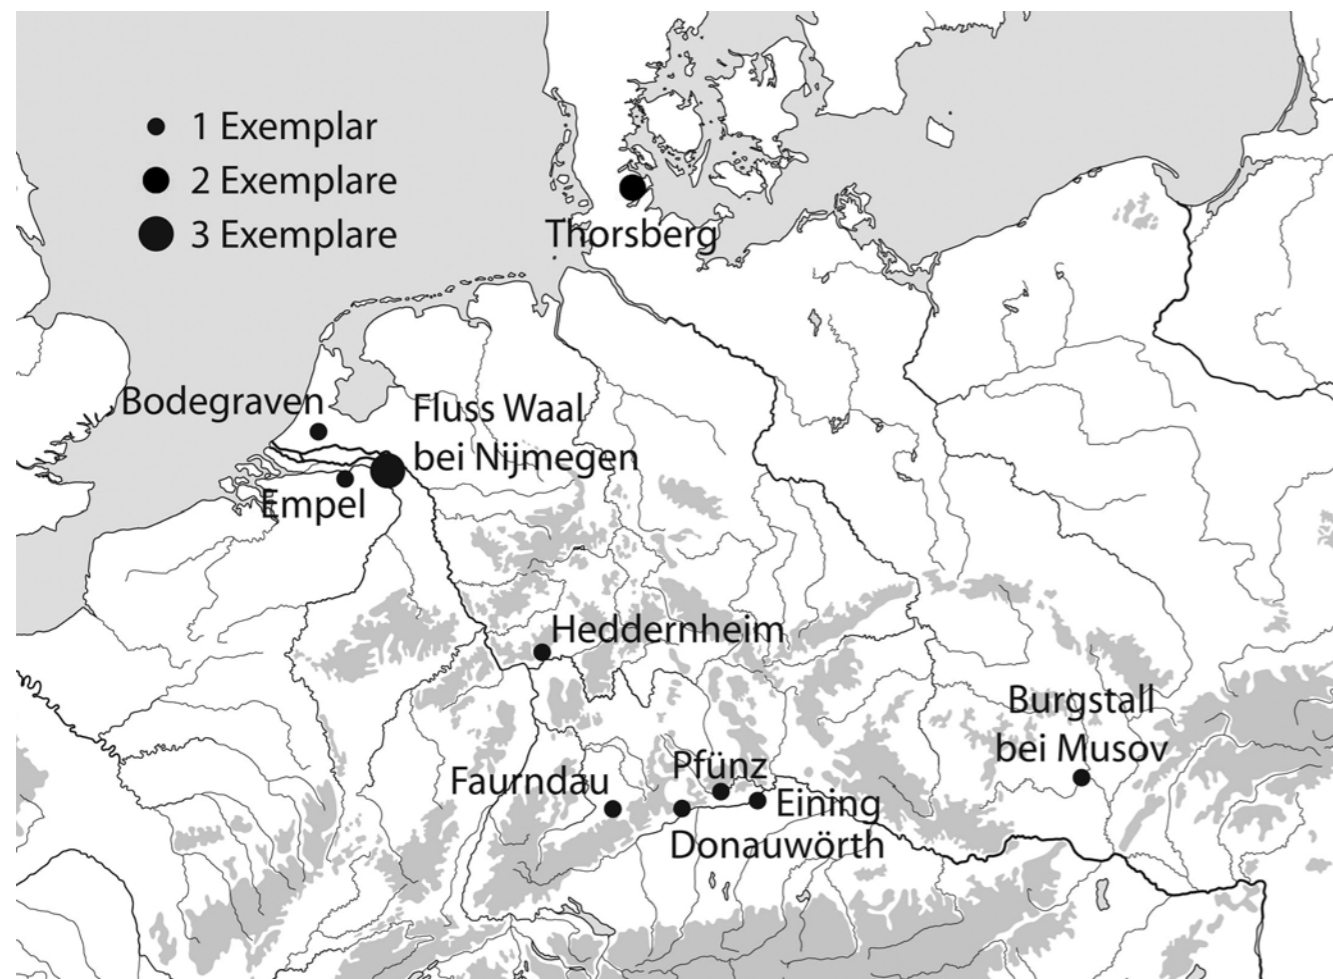 1 Exemplar
2 Exemplare
3 Exemplare
Thorsberg
Bodegraven
Fluss Waal
bei Nijmegen
Empel
Heddernheim
Burgstall
bei Musov
Pfünz
Faurndau
Eining
Donauwörth